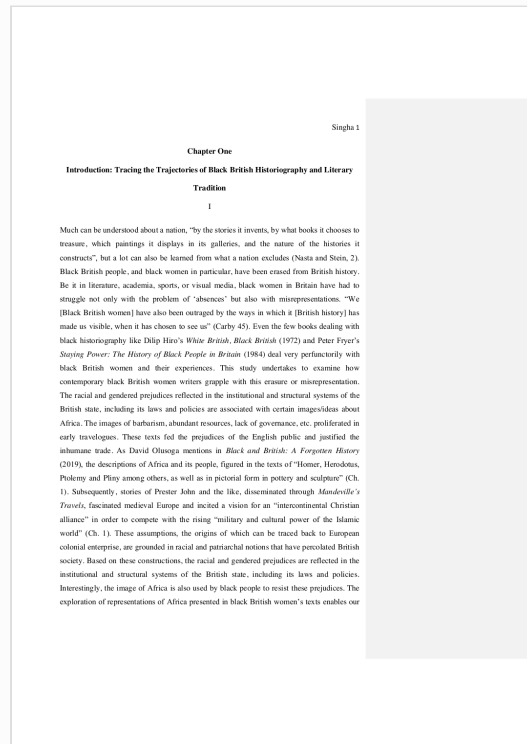 Singha 1
Chapter One
Introduction: Tracing the Trajectories of Black British Historiography and Literary
Tradition
I
Much can be understood about a nation, “by the stories it invents, by what books it chooses to
treasure, which paintings it displays in its galleries, and the nature of the histories it
constructs”, but a lot can also be learned from what a nation excludes (Nasta and Stein, 2).
Black British people, and black women in particular, have been erased from British history.
Be it in literature, academia, sports, or visual media, black women in Britain have had to
struggle not only with the problem of ‘absences’ but also with misrepresentations. “We
[Black British women] have also been outraged by the ways in which it [British history] has
made us visible, when it has chosen to see us” (Carby 45). Even the few books dealing with
black historiography like Dilip Hiro’s White British, Black British (1972) and Peter Fryer’s
Staying Power: The History of Black People in Britain (1984) deal very perfunctorily with
black British women and their experiences. This study undertakes to examine how
contemporary black British women writers grapple with this erasure or misrepresentation.
The racial and gendered prejudices reflected in the institutional and structural systems of the
British state, including its laws and policies are associated with certain images/ideas about
Africa. The images of barbarism, abundant resources, lack of governance, etc. proliferated in
early travelogues. These texts fed the prejudices of the English public and justified the
inhumane trade. As David Olusoga mentions in Black and British: A Forgotten History
(2019), the descriptions of Africa and its people, figured in the texts of “Homer, Herodotus,
Ptolemy and Pliny among others, as well as in pictorial form in pottery and sculpture” (Ch.
1). Subsequently, stories of Prester John and the like, disseminated through Mandeville’s
Travels, fascinated medieval Europe and incited a vision for an “intercontinental Christian
alliance” in order to compete with the rising “military and cultural power of the Islamic
world” (Ch. 1). These assumptions, the origins of which can be traced back to European
colonial enterprise, are grounded in racial and patriarchal notions that have percolated British
society. Based on these constructions, the racial and gendered prejudices are reflected in the
institutional and structural systems of the British state, including its laws and policies.
Interestingly, the image of Africa is also used by black people to resist these prejudices. The
exploration of representations of Africa presented in black British women’s texts enables our